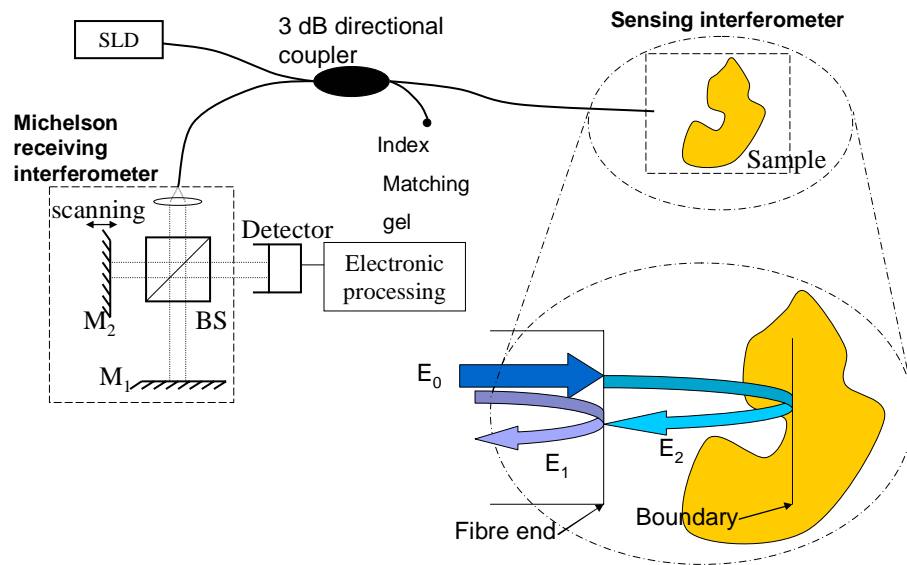 Sensing interferometer
SLD
3 dB directional
coupler
Michelson
receiving
interferometer
Index
Matching
gel
Sample
scanning
Detector
Electronic
processing
M2
BS
M1
E0
E1
E2
Fibre end
Boundary